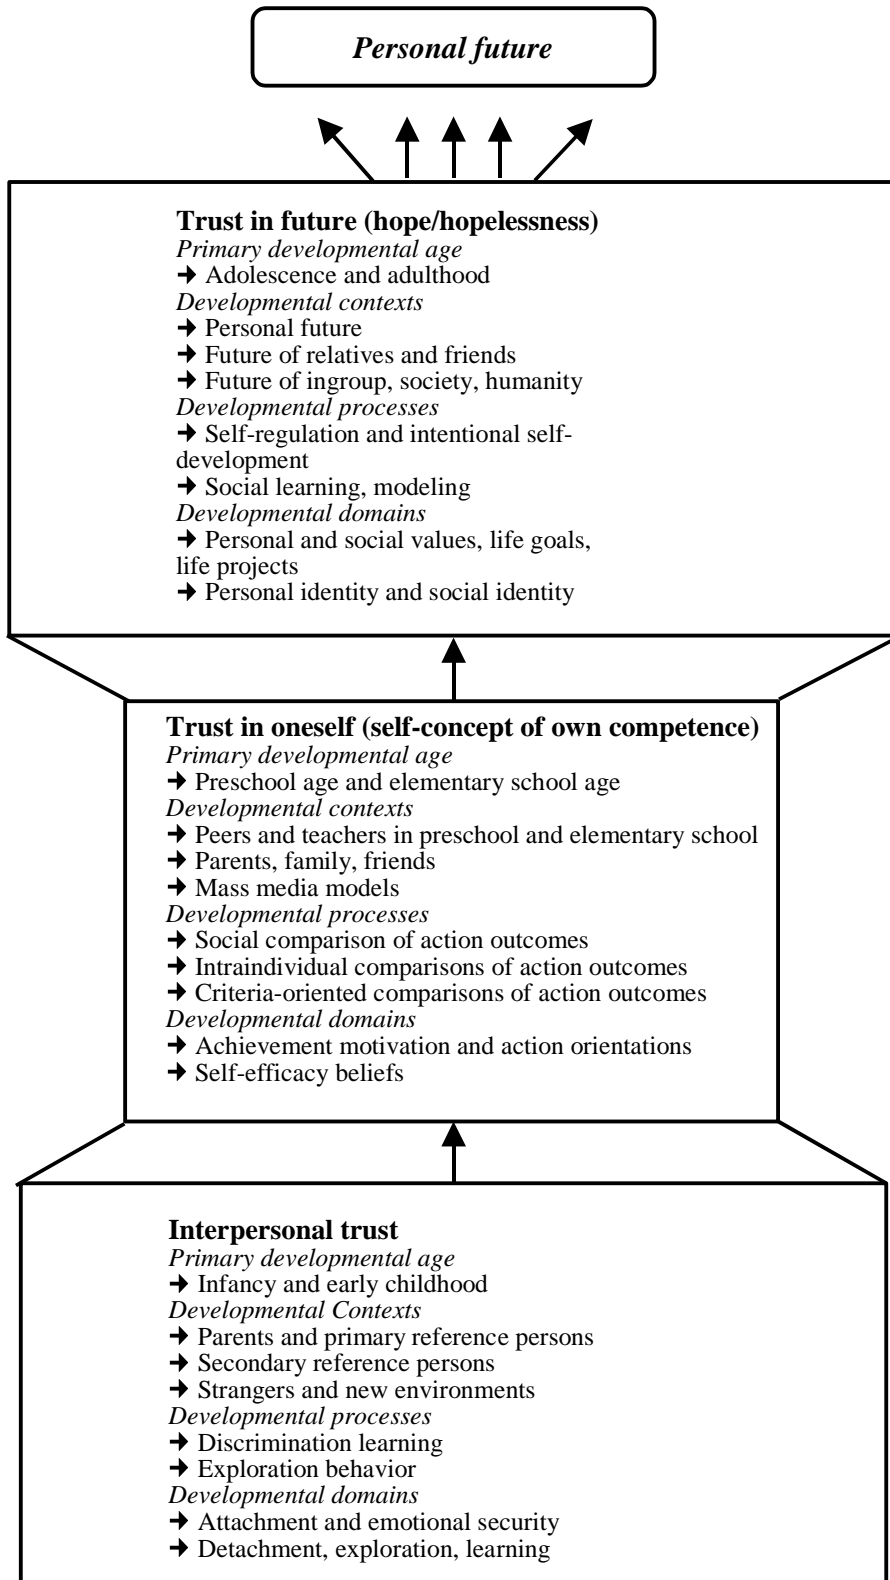 Personal future
Trust in future (hope/hopelessness)
Primary developmental age
➔ Adolescence and adulthood
Developmental contexts
➔ Personal future
➔ Future of relatives and friends
➔ Future of ingroup, society, humanity
Developmental processes
➔ Self-regulation and intentional self-
development
➔ Social learning, modeling
Developmental domains
➔ Personal and social values, life goals,
life projects
➔ Personal identity and social identity
Trust in oneself (self-concept of own competence)
Primary developmental age
➔ Preschool age and elementary school age
Developmental contexts
➔ Peers and teachers in preschool and elementary school
➔ Parents, family, friends
➔ Mass media models
Developmental processes
➔ Social comparison of action outcomes
➔ Intraindividual comparisons of action outcomes
➔ Criteria-oriented comparisons of action outcomes
Developmental domains
➔ Achievement motivation and action orientations
➔ Self-efficacy beliefs
Interpersonal trust
Primary developmental age
➔ Infancy and early childhood
Developmental Contexts
➔ Parents and primary reference persons
➔ Secondary reference persons
➔ Strangers and new environments
Developmental processes
➔ Discrimination learning
➔ Exploration behavior
Developmental domains
➔ Attachment and emotional security
➔ Detachment, exploration, learning